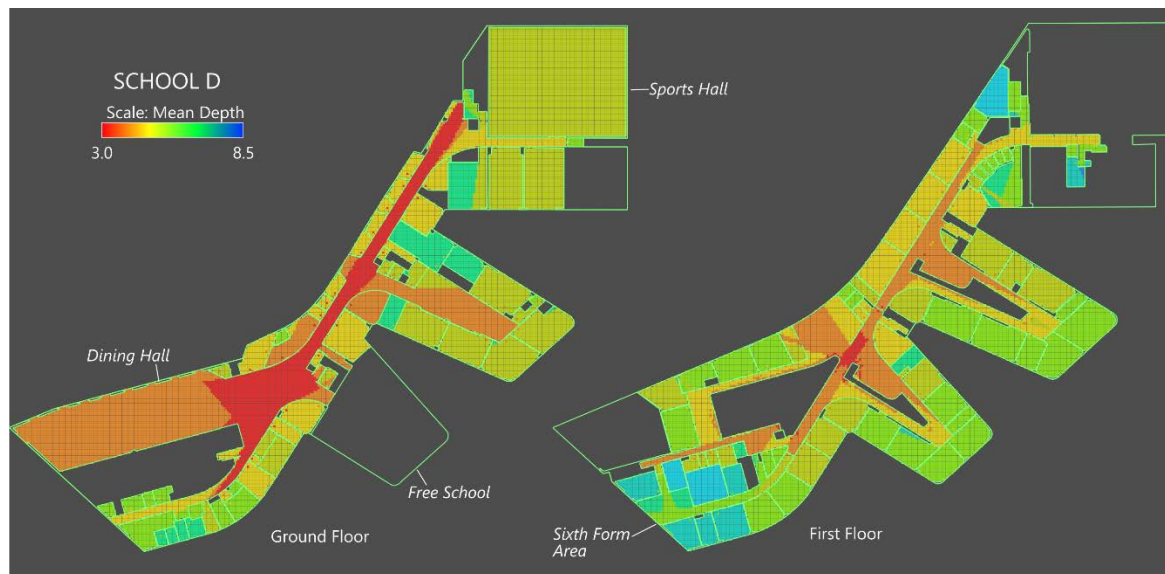 SCHOOL D
Scale: Mean Depth
3.0 8.5
Sports Hall
Dining Hall
Free School
Ground Floor
Sixth Form
Area
First Floor